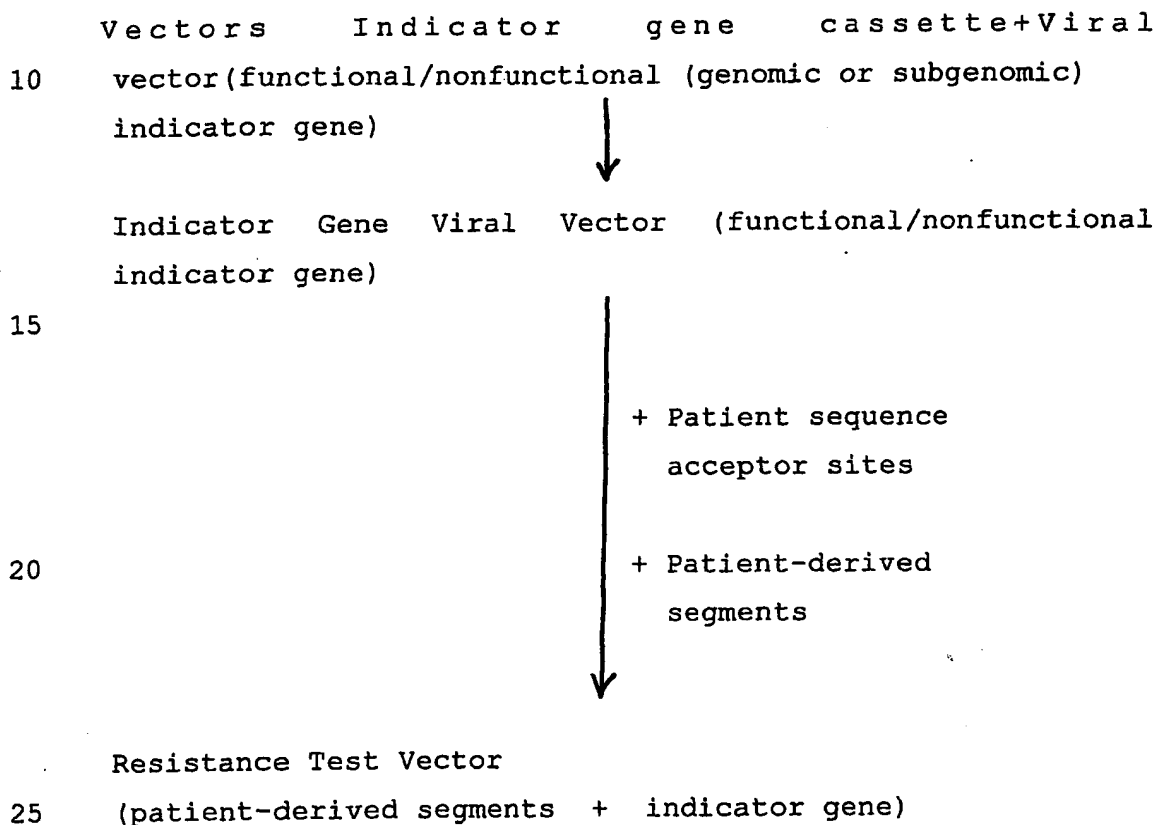 Vectors Indicator gene cassette+Viral
10 vector(functional/nonfunctional (genomic or subgenomic)
indicator gene)
Indicator Gene Viral Vector (functional/nonfunctional
indicator gene)
15
+ Patient sequence
acceptor sites
20 + Patient-derived
segments
Resistance Test Vector
25 (patient-derived segments + indicator gene)